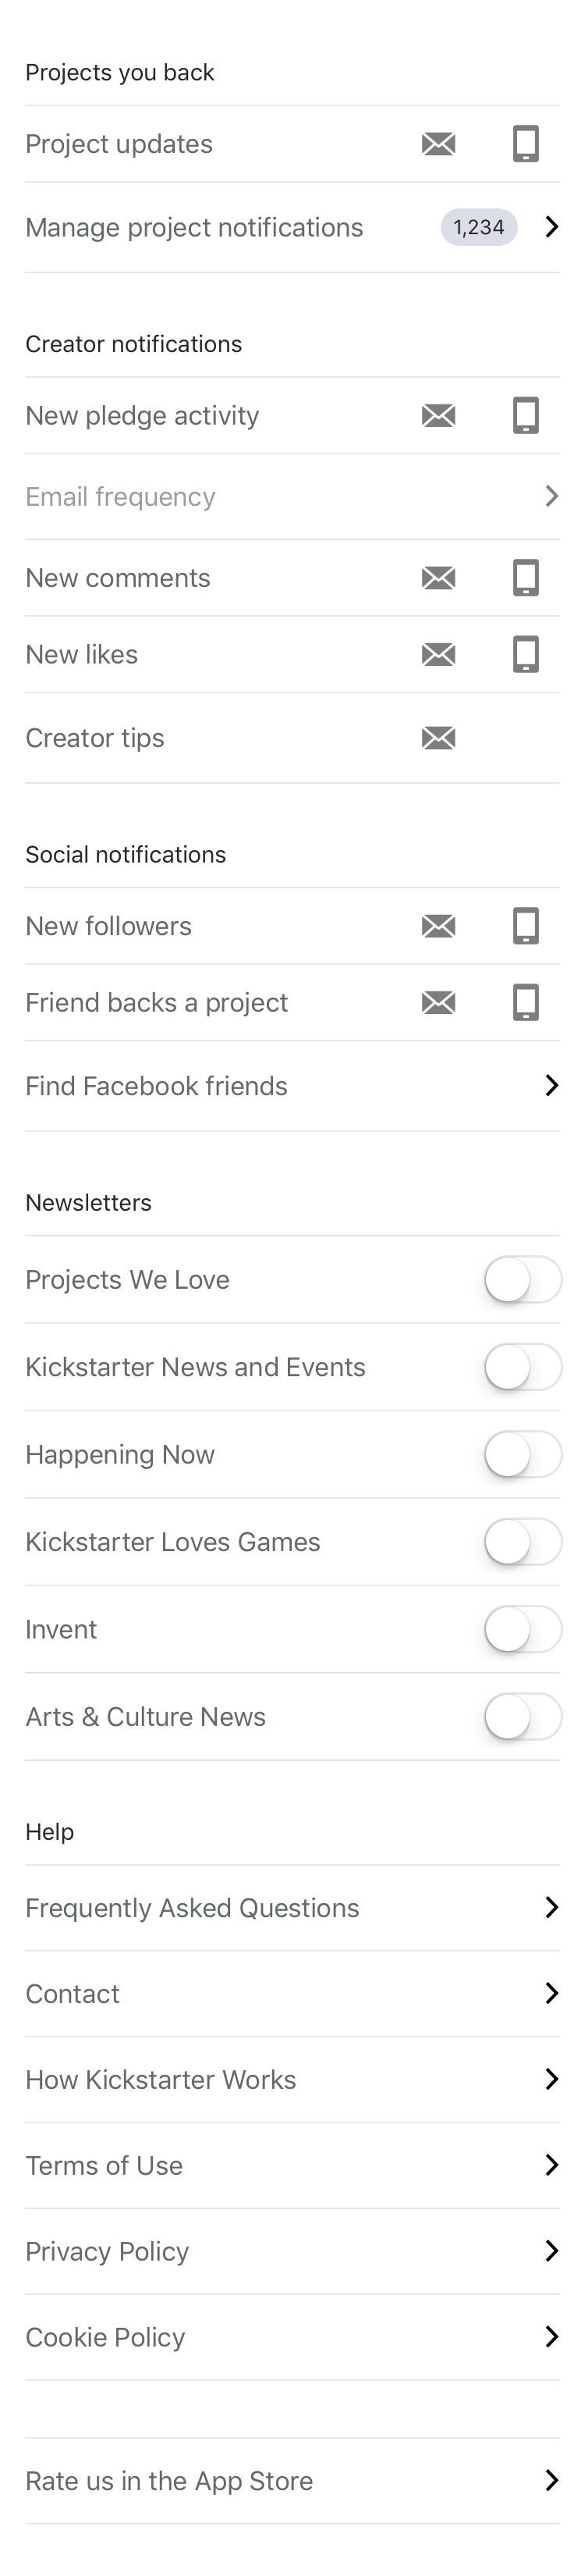 Projects you back
Project updates
Manage project notifications 1,234
Creator notifications
New pledge activity
Email frequency
New comments
New likes
Creator tips
Social notifications
New followers
Friend backs a project
Find Facebook friends
Newsletters
Projects We Love
Kickstarter News and Events
Happening Now
Kickstarter Loves Games
Invent
Arts & Culture News
Help
Frequently Asked Questions
Contact
How Kickstarter Works
Terms of Use
Privacy Policy
Cookie Policy
Rate us in the App Store